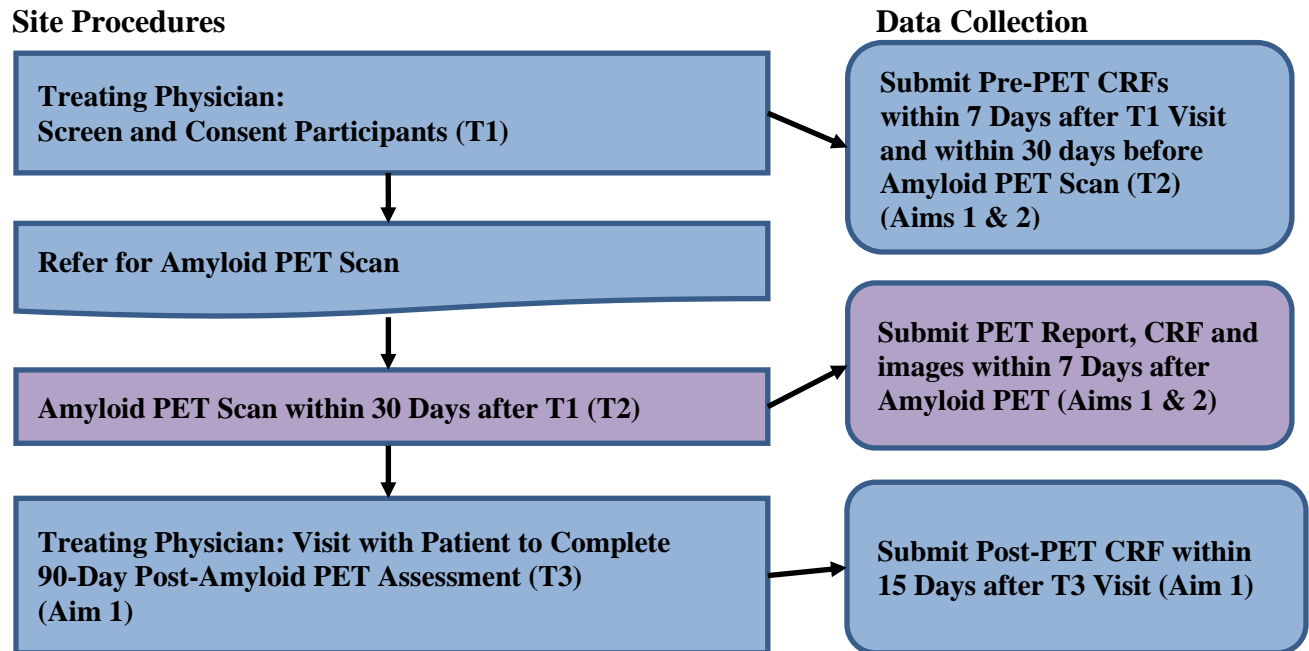 Site Procedures
Data Collection
Treating Physician:
Screen and Consent Participants (T1)
Submit Pre-PET CRFs
within 7 Days after T1 Visit
and within 30 days before
Amyloid PET Scan (T2)
(Aims 1 & 2)
Refer for Amyloid PET Scan
Amyloid PET Scan within 30 Days after T1 (T2)
Submit PET Report, CRF and
images within 7 Days after
Amyloid PET (Aims 1 & 2)
Treating Physician: Visit with Patient to Complete
90-Day Post-Amyloid PET Assessment (T3)
(Aim 1)
Submit Post-PET CRF within
15 Days after T3 Visit (Aim 1)